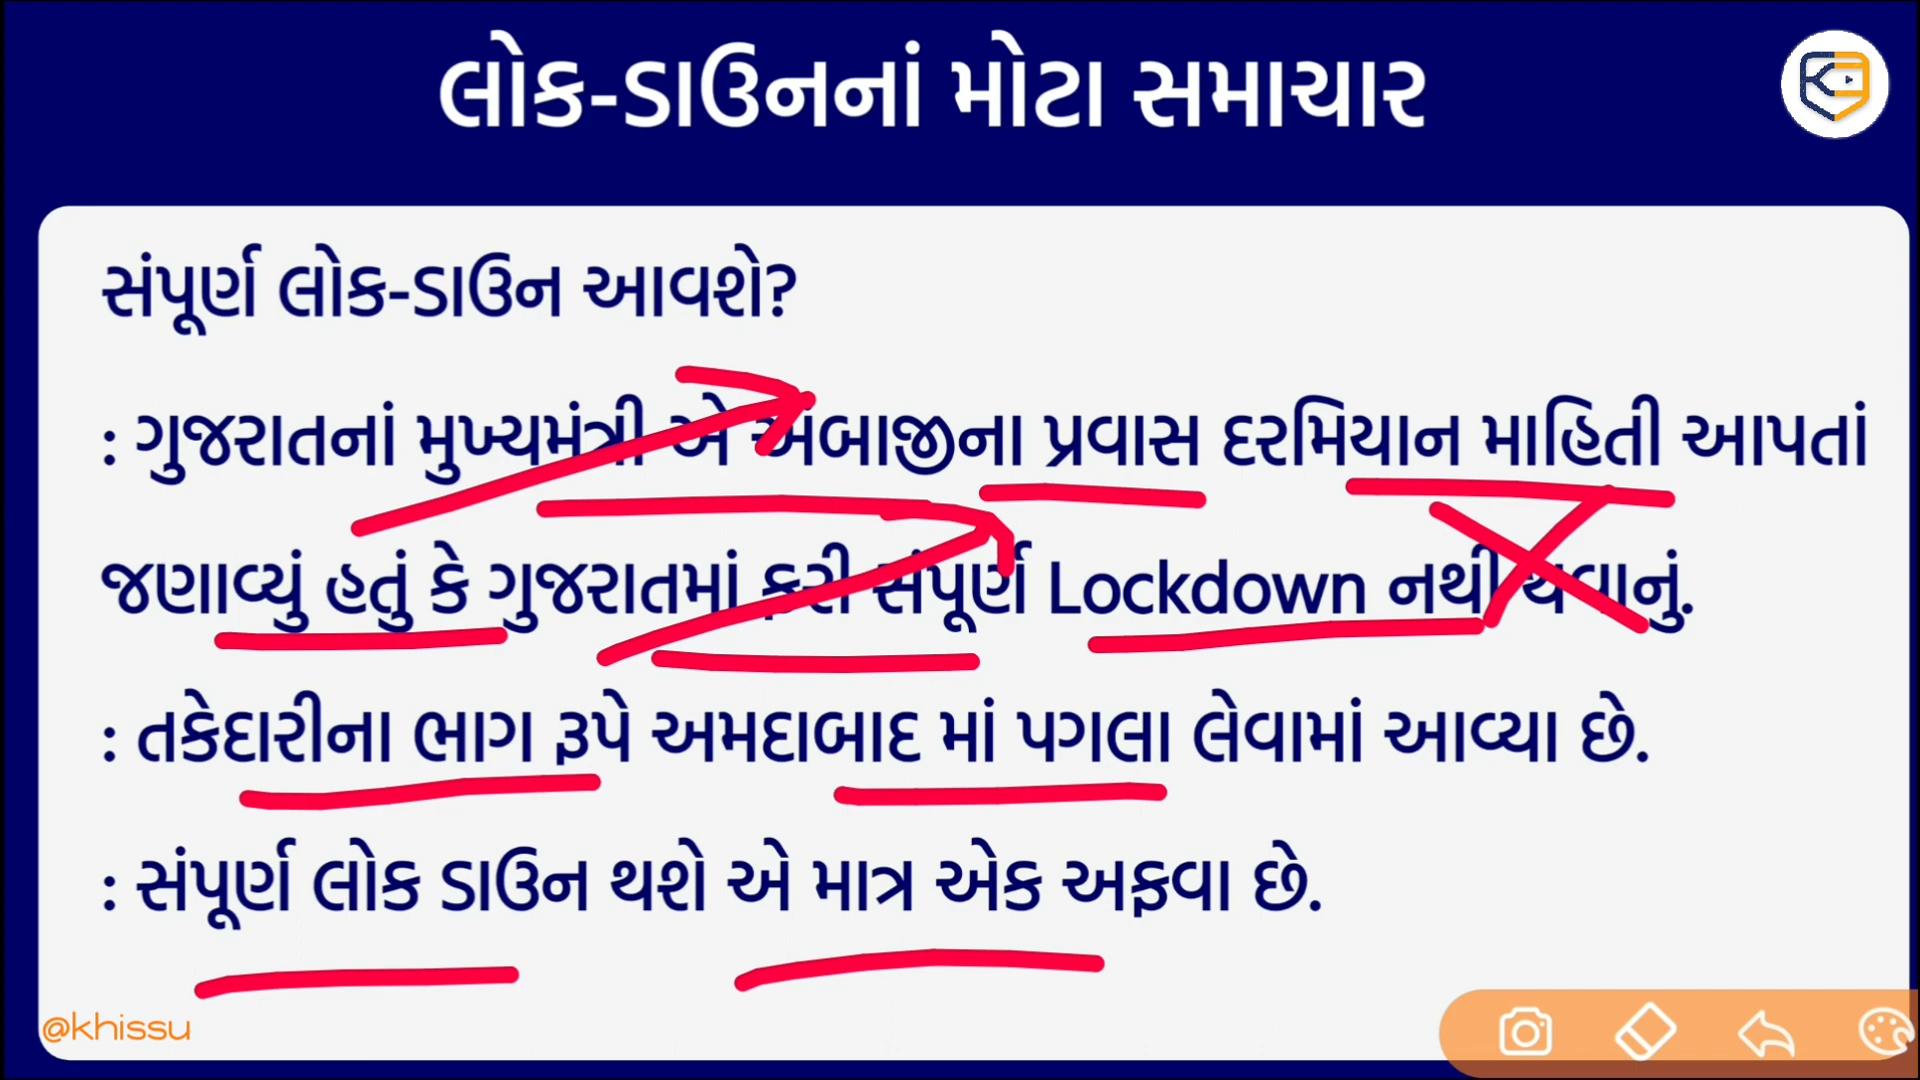 લોક-ડાઉનનાં મોટા સમાચાર
સંપૂર્ણ લોક-ડાઉન આવશે?
: ગુજરાતનાં મુખ્યમંત્રી એ અંબાજીના પ્રવાસ દરમિયાન માહિતી આપતાં
જણાવ્યું હતું કે ગુજરાતમાં ફરી સંપૂર્ણ Lockdown નથી થવાનું.
: તકેદારીના ભાગ રૂપે અમદાબાદ માં પગલા લેવામાં આવ્યા છે.
: સંપૂર્ણ લોક ડાઉન થશે એ માત્ર એક અફવા છે.
@khissu